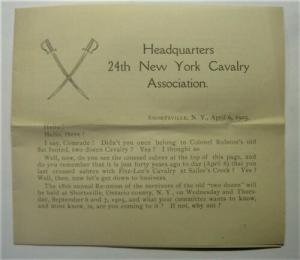 Headquarters
24th New York Cavalry
Association.
SHORTSVILLE, N. Y., April 6, 1905.
Hello!
Hello, there!
I say, Comrade! Didn't you once belong to Colonel Raulston's old
Sat footed, two dozen Cavalry? Yes? I thought so.
Well, now, do you see the crossed sabres at the top of this page, and
do you remember that it is just forty years ago to day (April 6) that you
last crossed sabres with Fitz-Lee's Cavalry at Sailor's Creek? Yes?
Well, then, now let's get down to business.
The 18th annual Re-union of the survivors of the old "two dozen" will
be held at Shortsville, Ontario county, N. Y., on Wednesday and Thurs-
day, September 6 and 7, 1905, and what your committee wants to know,
and must know, is, are you coming to it? If not, why not?